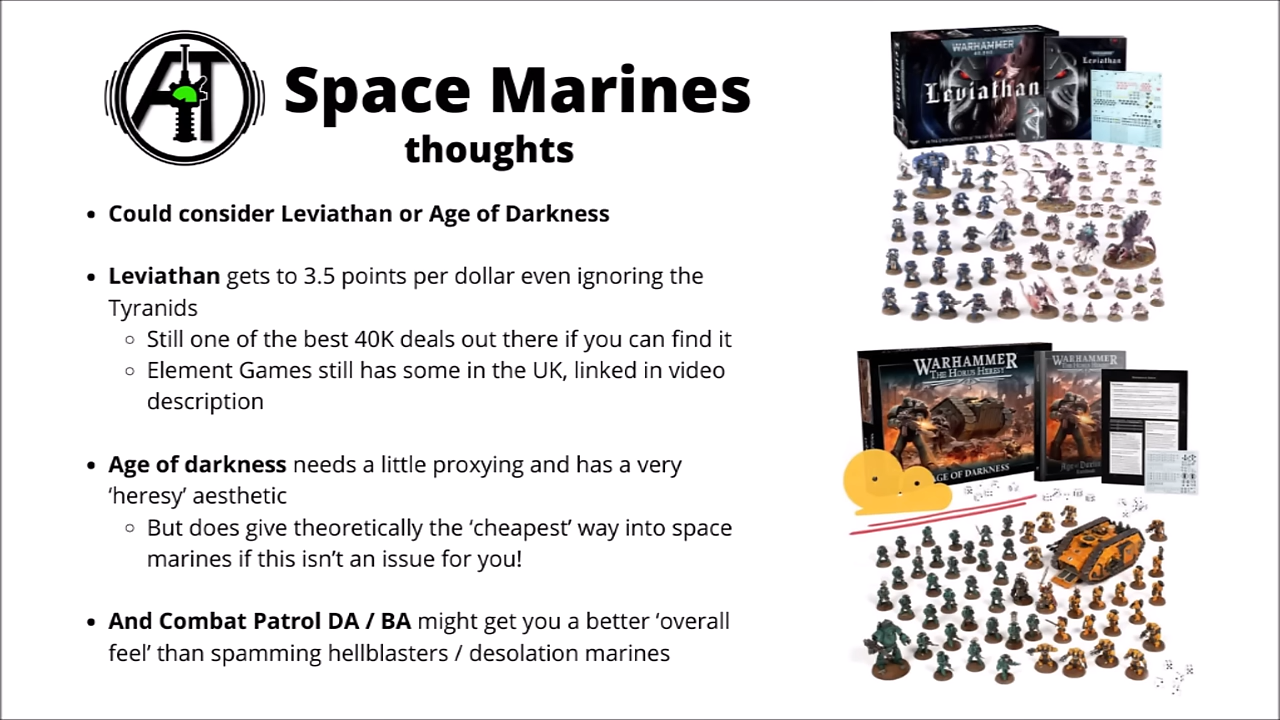 AT
Space Marines
thoughts
• Could consider Leviathan or Age of Darkness
• Leviathan gets to 3.5 points per dollar even ignoring the
Tyranids
○ Still one of the best 40K deals out there if you can find it
○ Element Games still has some in the UK, linked in video
description
• Age of darkness needs a little proxying and has a very
‘heresy’ aesthetic
○ But does give theoretically the ‘cheapest’ way into space
marines if this isn’t an issue for you!
• And Combat Patrol DA / BA might get you a better ‘overall
feel’ than spamming hellblasters / desolation marines
WARHAMMER
40,000
Leviathan
Leviathan
WARHAMMER
THE HORUS HERESY
AGE OF DARKNESS
WARHAMMER
THE HORUS HERESY